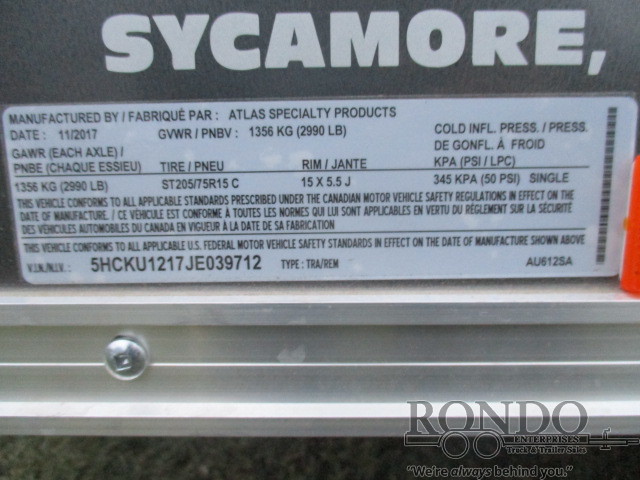 SYCAMORE,
MANUFACTURED BY / FABRIQUÉ PAR : ATLAS SPECIALTY PRODUCTS
DATE : 11/2017 GVWR / PNBV : 1356 KG (2990 LB) COLD INFL. PRESS./ PRESS. DE GONFL. À FROID
GAWR (EACH AXLE) / PNBE (CHAQUE ESSIEU) TIRE / PNEU RIM / JANTE KPA (PSI / LPC)
1356 KG (2990 LB) ST205/75R15 C 15 X 5.5 J 345 KPA (50 PSI) SINGLE
THIS VEHICLE CONFORMS TO ALL APPLICABLE STANDARDS PRESCRIBED UNDER THE CANADIAN MOTOR VEHICLE SAFETY REGULATIONS IN EFFECT ON THE
DATE OF MANUFACTURE. / CE VÉHICULE EST CONFORME À TOUTES LES NORMES QUI LUI SONT APPLICABLES EN VERTU DU RÈGLEMENT SUR LA SÉCURITÉ DES
VÉHICULES AUTOMOBILES DU CANADA EN VIGUEUR À LA DATE DE SA FABRICATION
THIS VEHICLE CONFORMS TO ALL APPLICABLE U.S. FEDERAL MOTOR VEHICLE SAFETY STANDARDS IN EFFECT ON THE DATE OF MANUFACTURE SHOWN ABOVE.
V.I.N./N.I.V.: 5HCKU1217JE039712 TYPE : TRA/REM AU612SA
RONDO
ENTERPRISES
Truck & Trailer Sales
"We're always behind you."